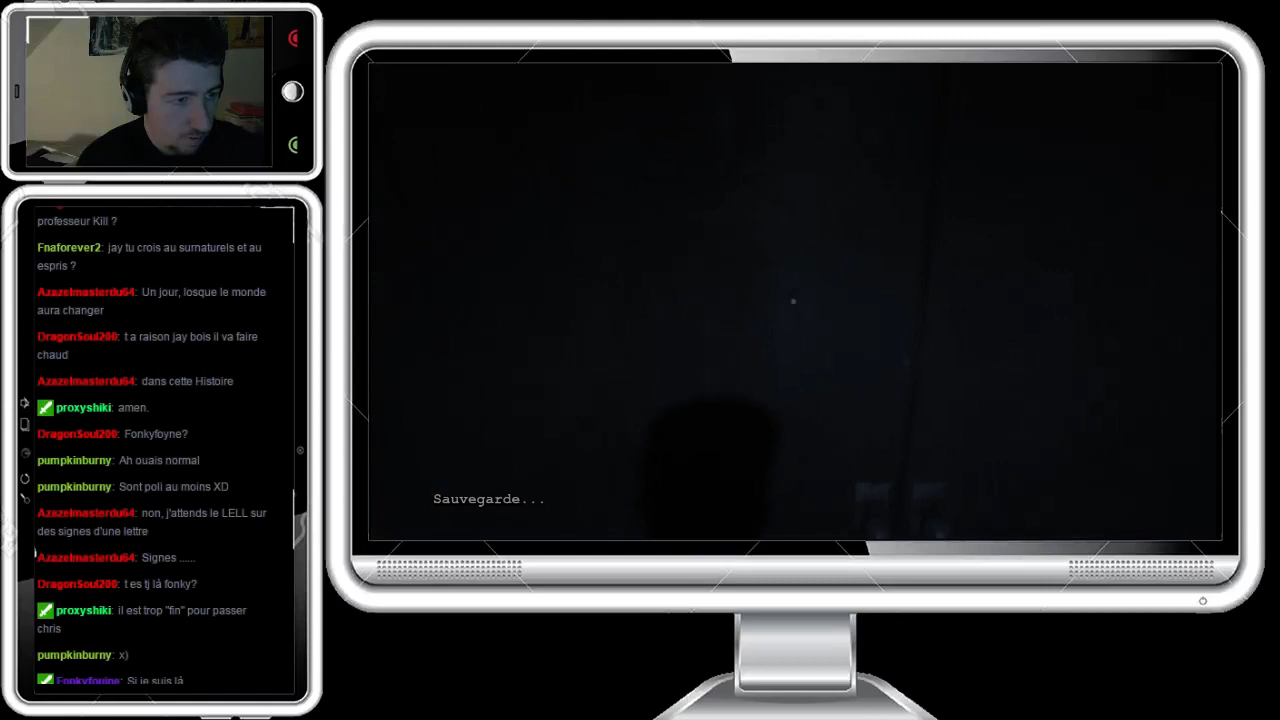 professeur Kill ?
Fnaforever2: jay tu crois au surnaturels et au
espris ?
Azazelmasterdu64: Un jour, losque le monde
aura changer
DragonSoul200: t a raison jay bois il va faire
chaud
Azazelmasterdu64: dans cette Histoire
proxyshiki: amen.
DragonSoul200: Fonkyfoyne?
pumpkinburny: Ah ouais normal
pumpkinburny: Sont poli au moins XD
Azazelmasterdu64: non, j'attends le LELL sur
des signes d'une lettre
Azazelmasterdu64: Signes ......
DragonSoul200: t es tj là fonky?
proxyshiki: il est trop "fin" pour passer
chris
pumpkinburny: x)
Fonkyfouine: Si je suis là
Sauvegarde...